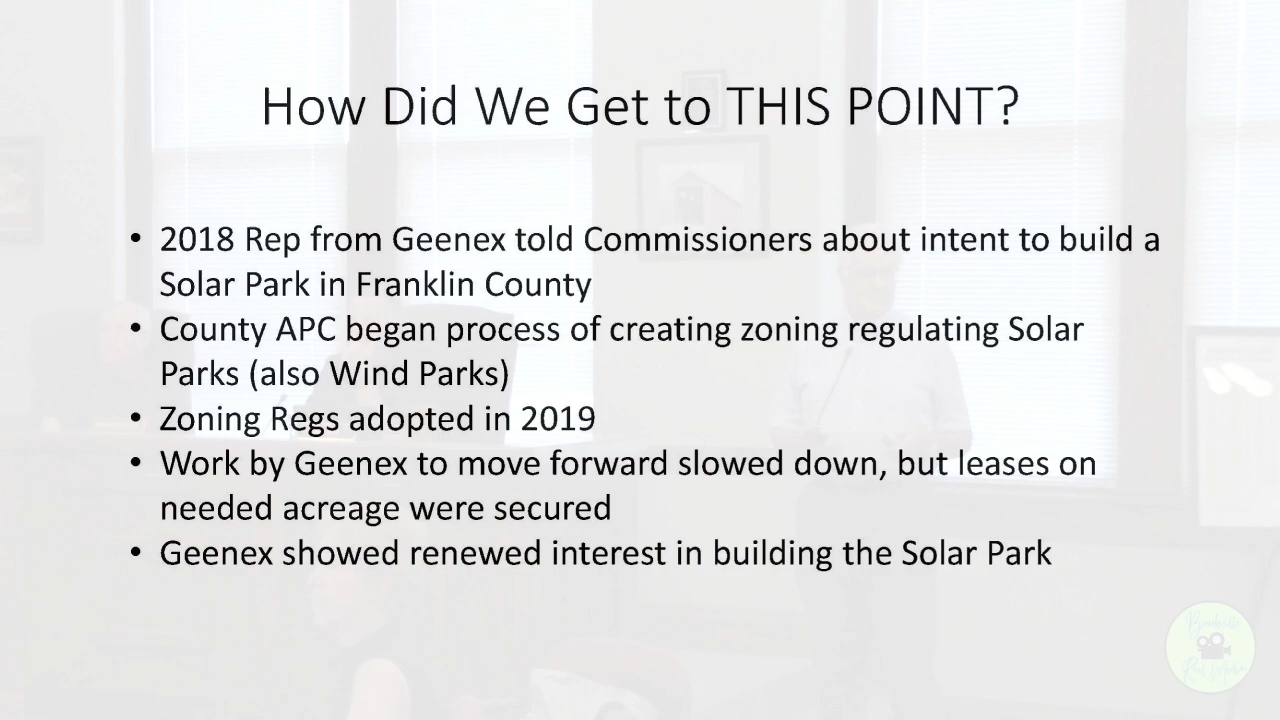 How Did We Get to THIS POINT?
• 2018 Rep from Geenex told Commissioners about intent to build a
Solar Park in Franklin County
• County APC began process of creating zoning regulating Solar
Parks (also Wind Parks)
• Zoning Regs adopted in 2019
• Work by Geenex to move forward slowed down, but leases on
needed acreage were secured
• Geenex showed renewed interest in building the Solar Park